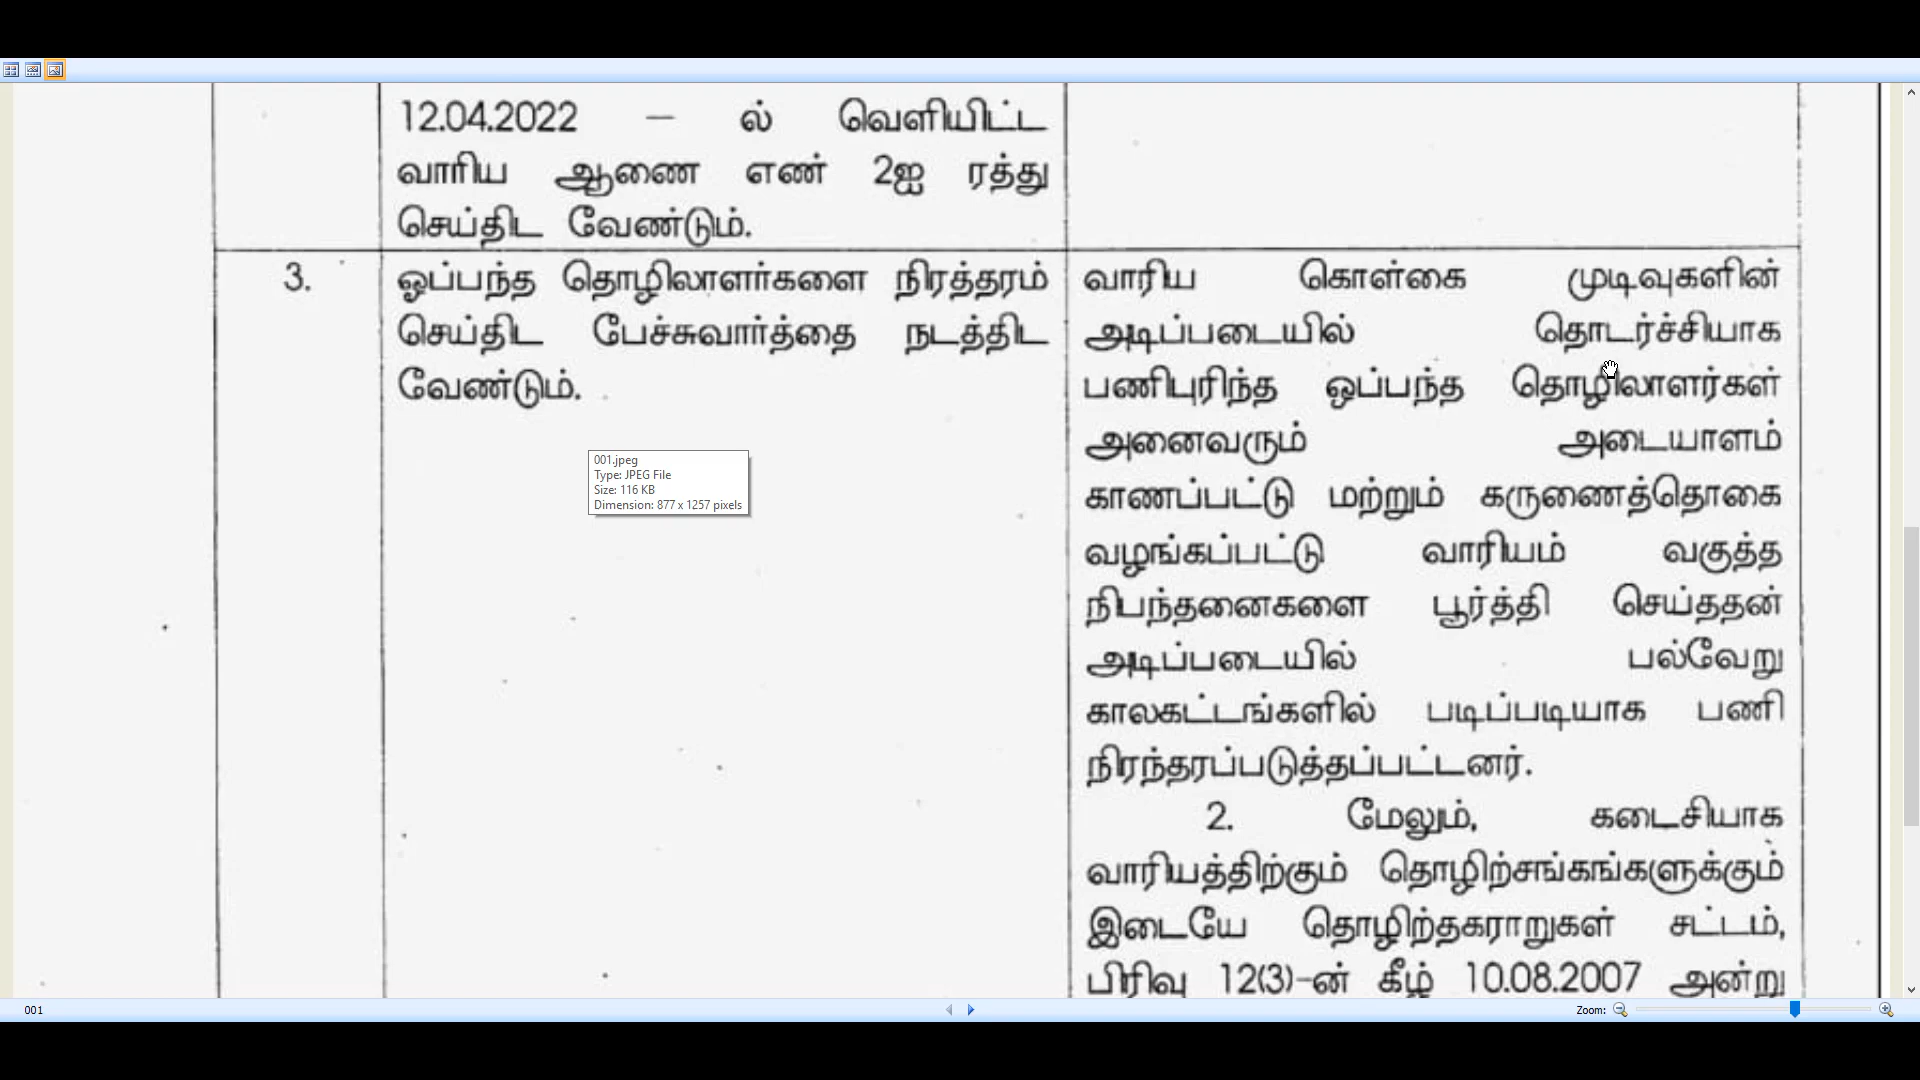 12.04.2022 – ல் வெளியிட்ட
வாரிய ஆணை எண் 2ஐ ரத்து
செய்திட வேண்டும்.
3.
ஓப்பந்த தொழிலாளர்களை நிரத்தரம்
செய்திட பேச்சுவார்த்தை நடத்திட
வேண்டும்.
வாரிய கொள்கை முடிவுகளின்
அடிப்படையில் தொடர்ச்சியாக
பணிபுரிந்த ஒப்பந்த தொழிலாளர்கள்
அனைவரும் அடையாளம்
காணப்பட்டு மற்றும் கருணைத்தொகை
வழங்கப்பட்டு வாரியம் வகுத்த
நிபந்தனைகளை பூர்த்தி செய்ததன்
அடிப்படையில் பல்வேறு
காலகட்டங்களில் படிப்படியாக பணி
நிரந்தரப்படுத்தப்பட்டனர்.
2. மேலும், கடைசியாக
வாரியத்திற்கும் தொழிற்சங்கங்களுக்கும்
இடையே தொழிற்தகராறுகள் சட்டம்,
பிரிவு 12(3)-ன் கீழ் 10.08.2007 அன்று
001.jpeg
Type: JPEG File
Size: 116 KB
Dimension: 877 x 1257 pixels
001
Zoom: